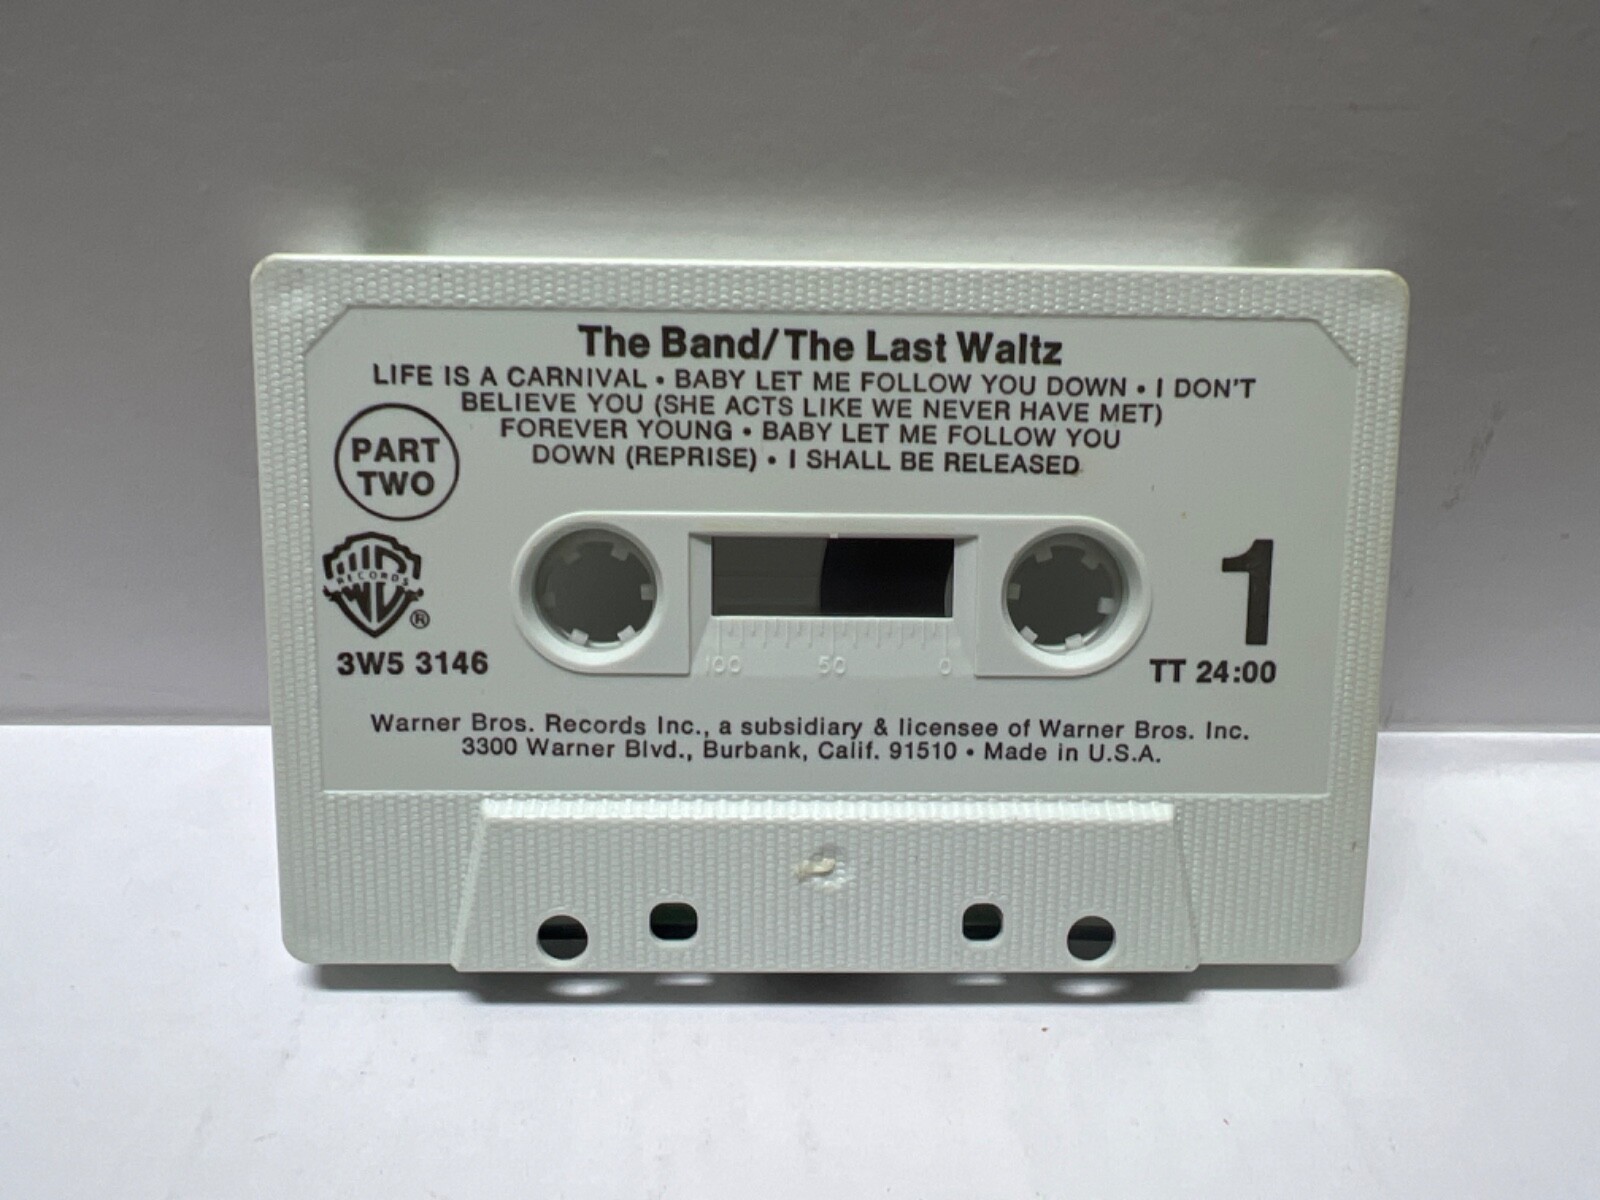 The Band/The Last Waltz
LIFE IS A CARNIVAL • BABY LET ME FOLLOW YOU DOWN • I DON'T
BELIEVE YOU (SHE ACTS LIKE WE NEVER HAVE MET)
FOREVER YOUNG • BABY LET ME FOLLOW YOU
DOWN (REPRISE) • I SHALL BE RELEASED
PART
TWO
RECORDS
®
3W5 3146
100 50 0
1
TT 24:00
Warner Bros. Records Inc., a subsidiary & licensee of Warner Bros. Inc.
3300 Warner Blvd., Burbank, Calif. 91510 • Made in U.S.A.